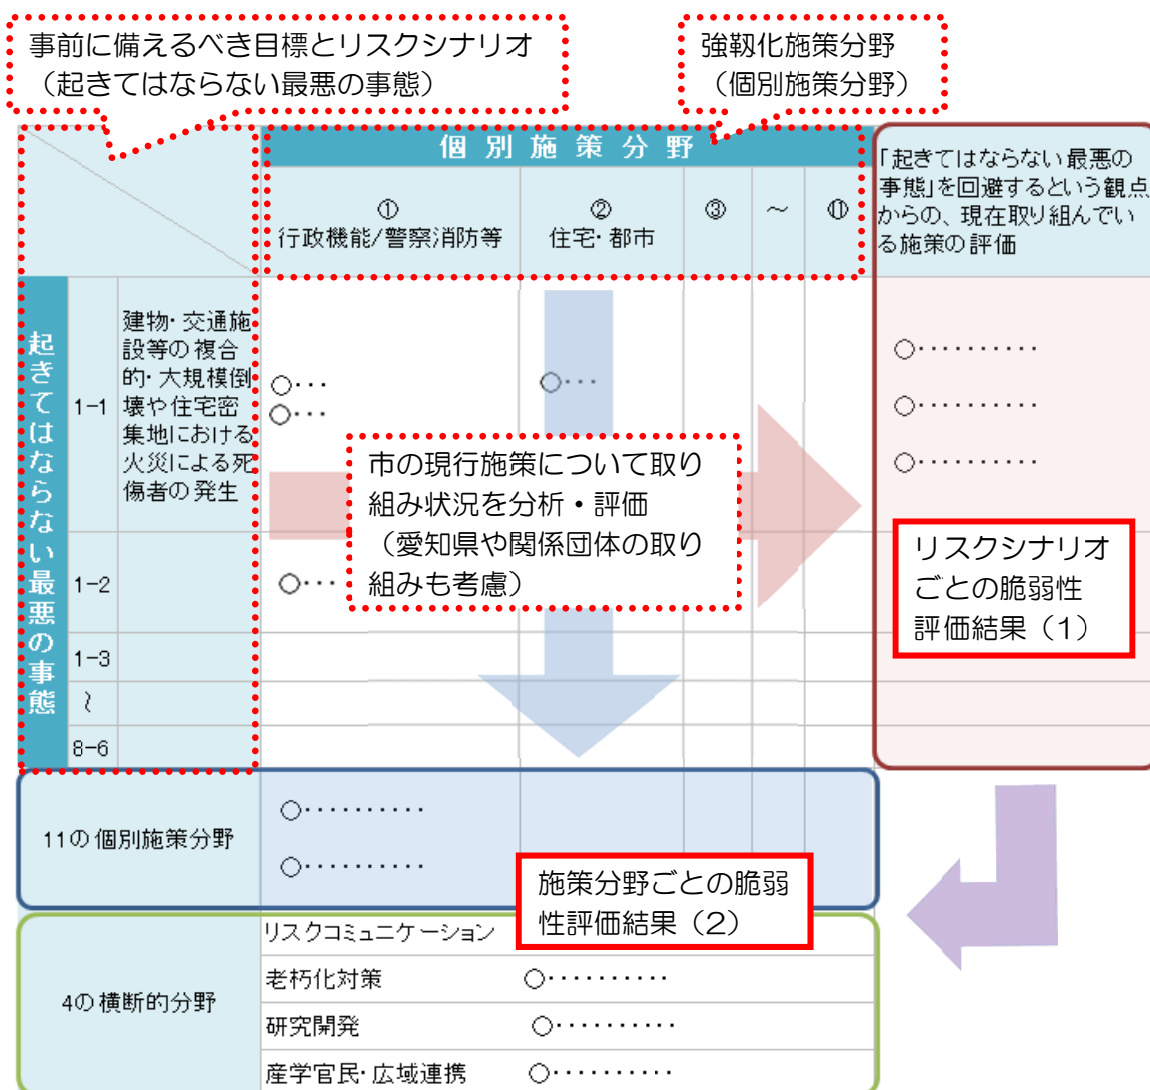 事前に備えるべき目標とリスクシナリオ
（起きてはならない最悪の事態）
強靱化施策分野
（個別施策分野）
個別施策分野
①
行政機能/警察消防等
②
住宅・都市
③
～
⑪
「起きてはならない最悪の
事態」を回避するという観点
からの、現在取り組んでい
る施策の評価
起きてはならない最悪の事態
1-1
建物・交通施
設等の複合
的・大規模倒
壊や住宅密
集地における
火災による死
傷者の発生
○・・・
○・・・
○・・・
○・・・・・・・・・・
○・・・・・・・・・・
○・・・・・・・・・・
市の現行施策について取り
組み状況を分析・評価
（愛知県や関係団体の取り
組みも考慮）
リスクシナリオ
ごとの脆弱性
評価結果（1）
1-2
○・・・
1-3
～
8-6
11の個別施策分野
○・・・・・・・・・・
○・・・・・・・・・・
施策分野ごとの脆弱
性評価結果（2）
4の横断的分野
リスクコミュニケーション
老朽化対策
○・・・・・・・・・・
研究開発
○・・・・・・・・・・
産学官民・広域連携
○・・・・・・・・・・